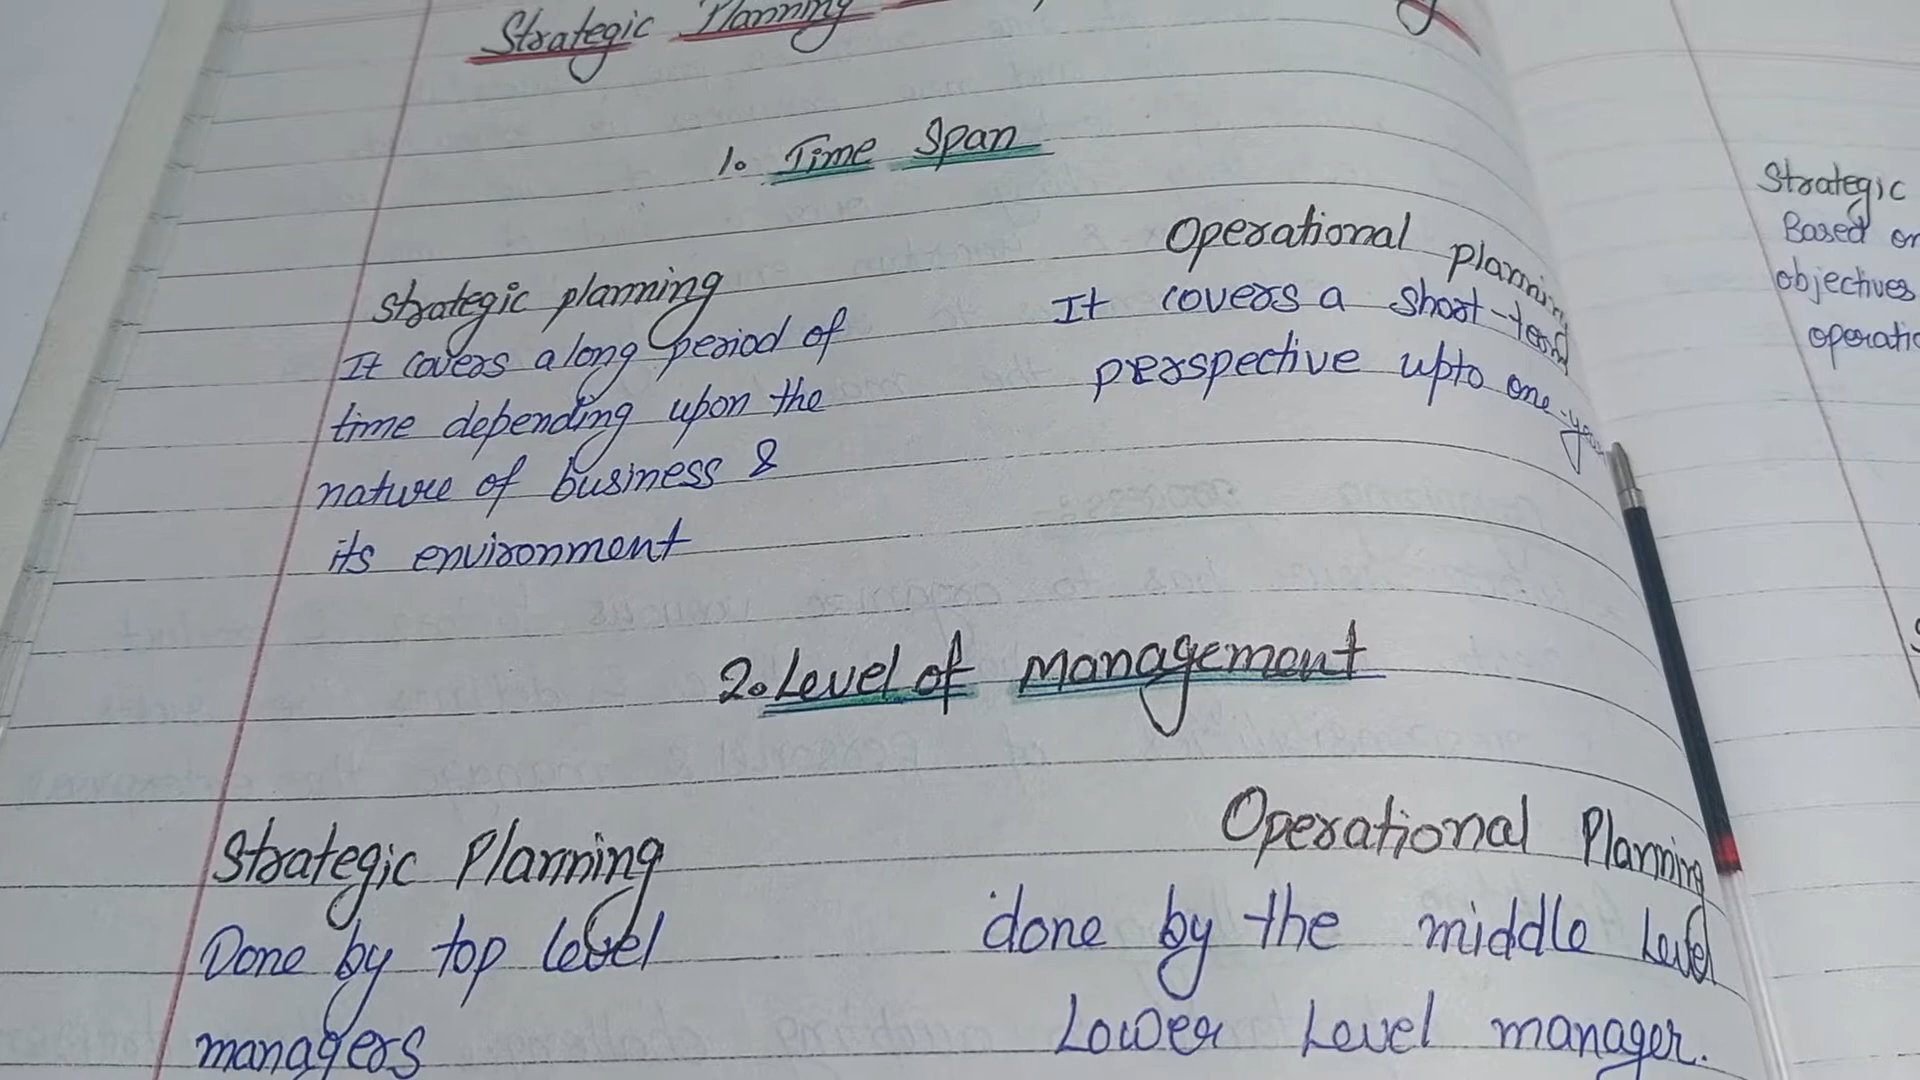 Strategic Planning
1. Time Span
Strategic planning
It covers a long period of
time depending upon the
nature of business &
its environment
Operational planning
It covers a short-term
perspective upto one-year
2. Level of management
Strategic Planning
Done by top level
managers
Operational Planning
done by the middle Level
Lower Level manager.
Strategic
Based on
objectives